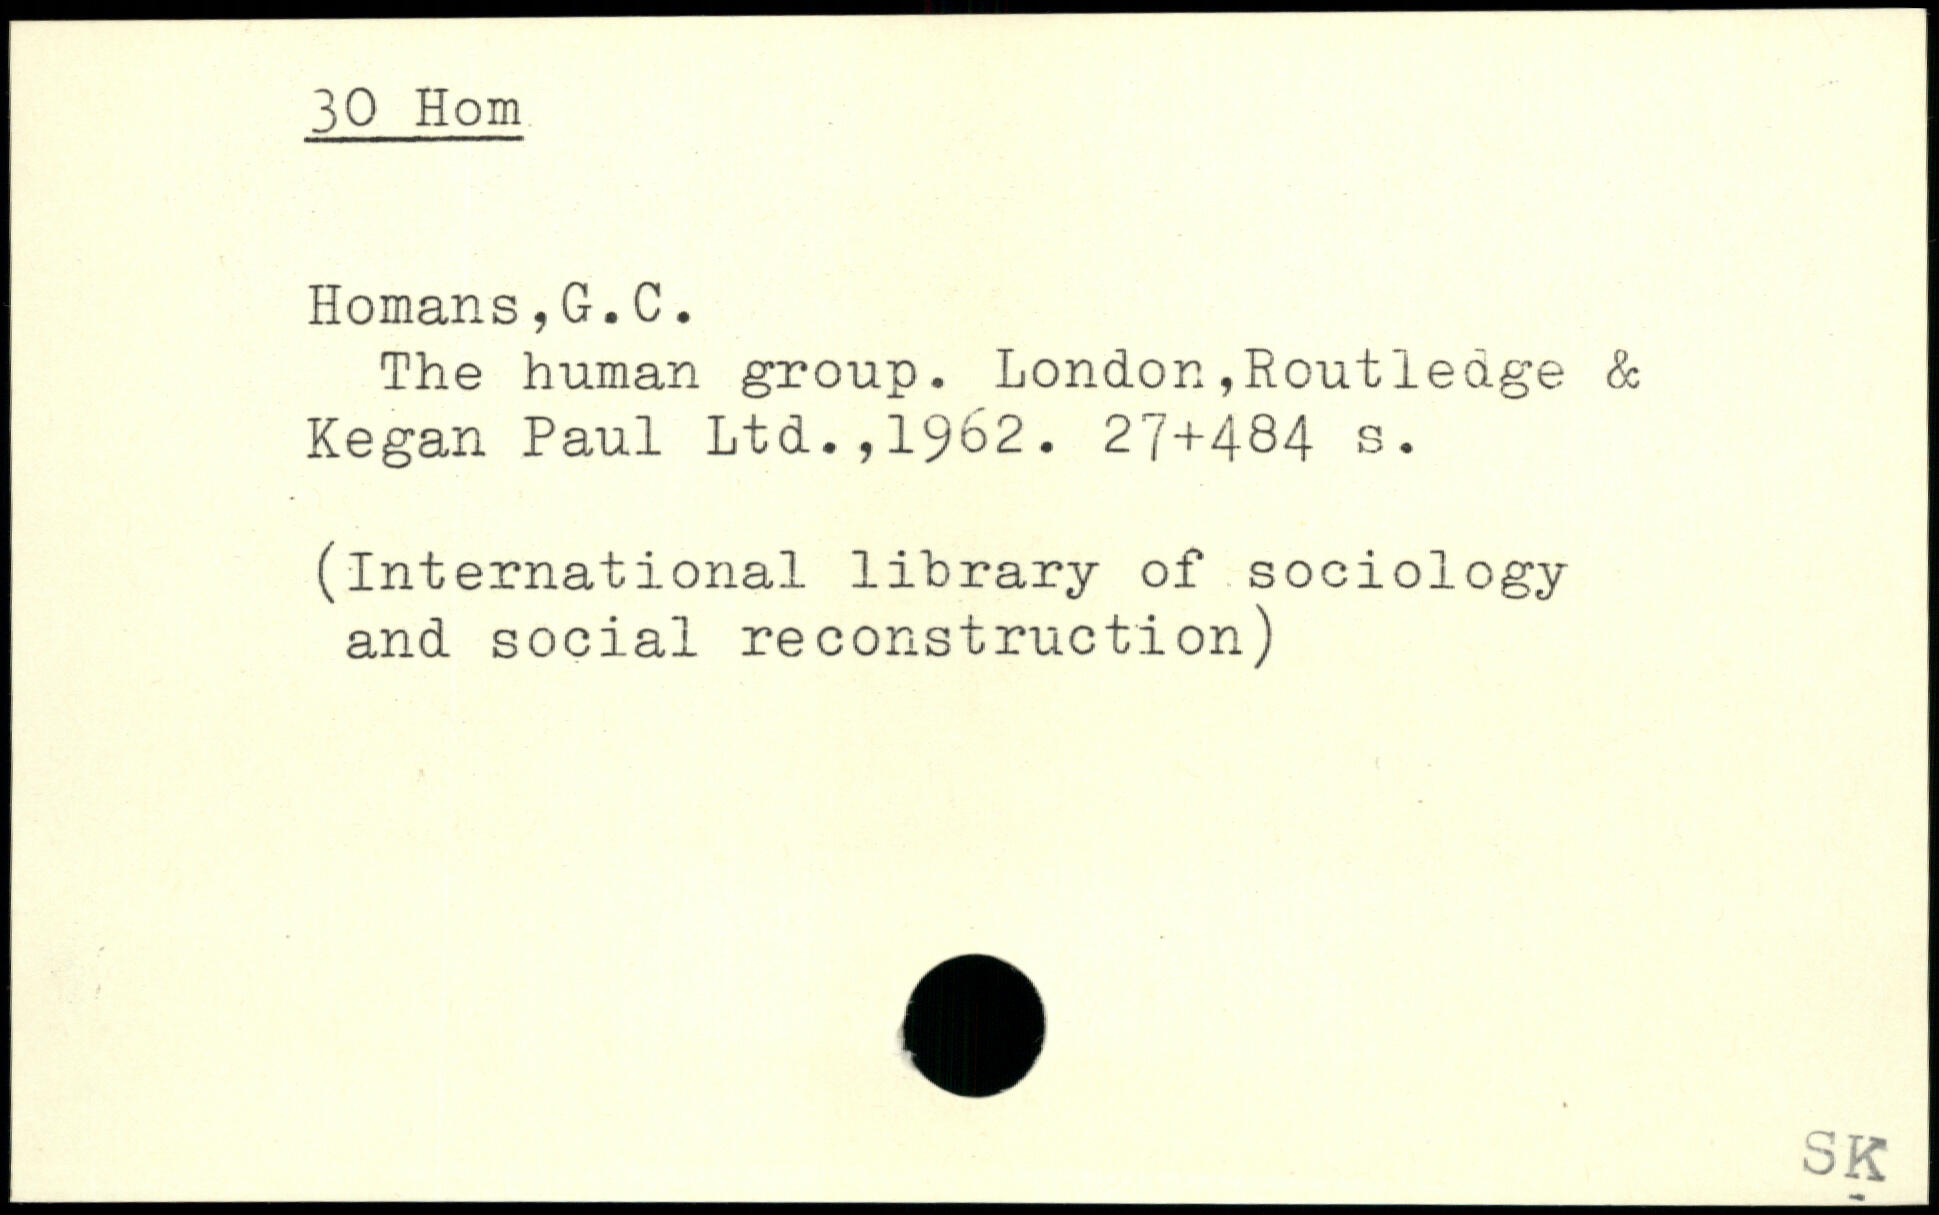 30 Hom
Homans,G.C.
The human group. London,Routledge &
Kegan Paul Ltd.,1962. 27+484 s.
(International library of sociology
and social reconstruction)
SK